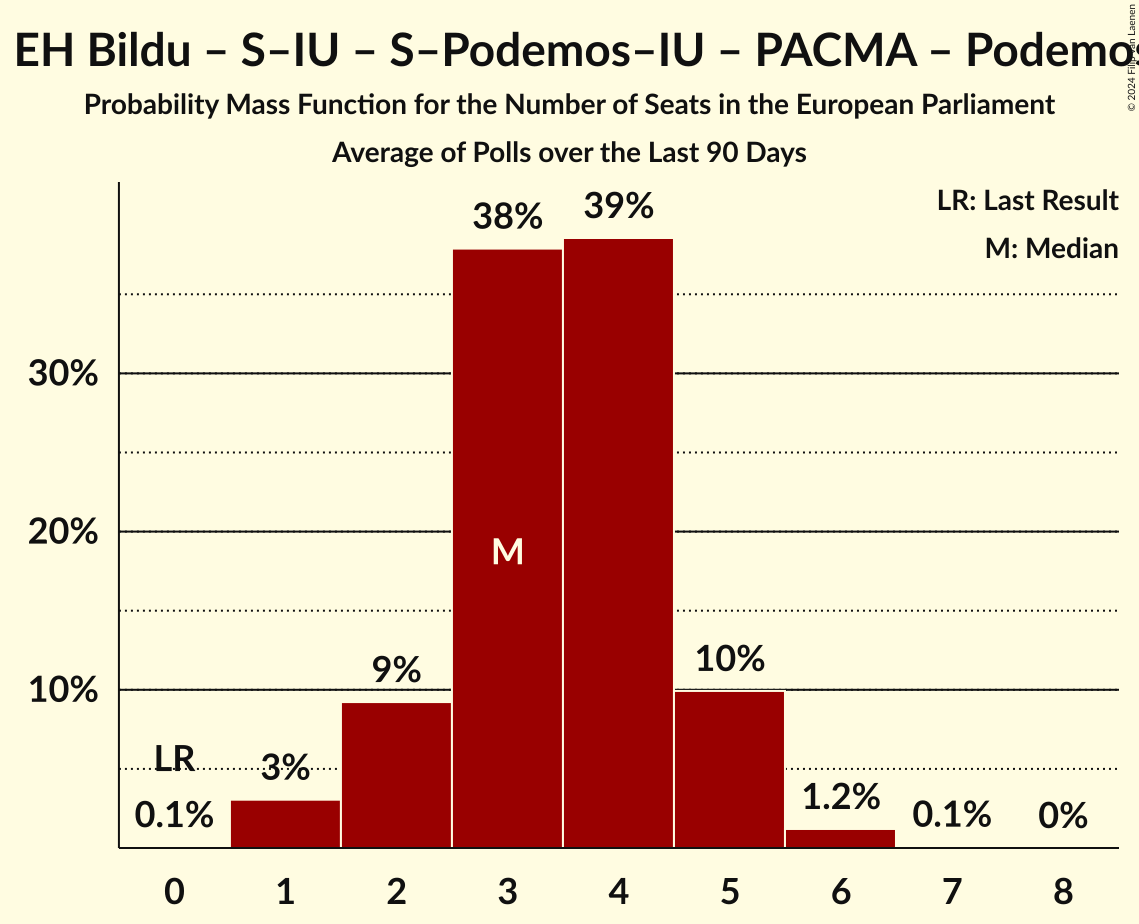 EH Bildu – S–IU – S–Podemos–IU – PACMA – Podemos
Probability Mass Function for the Number of Seats in the European Parliament
Average of Polls over the Last 90 Days
LR: Last Result
M: Median
38%
39%
30%
20%
M
10%
9%
10%
LR
3%
0.1%
1.2%
0.1%
0%
0 1 2 3 4 5 6 7 8